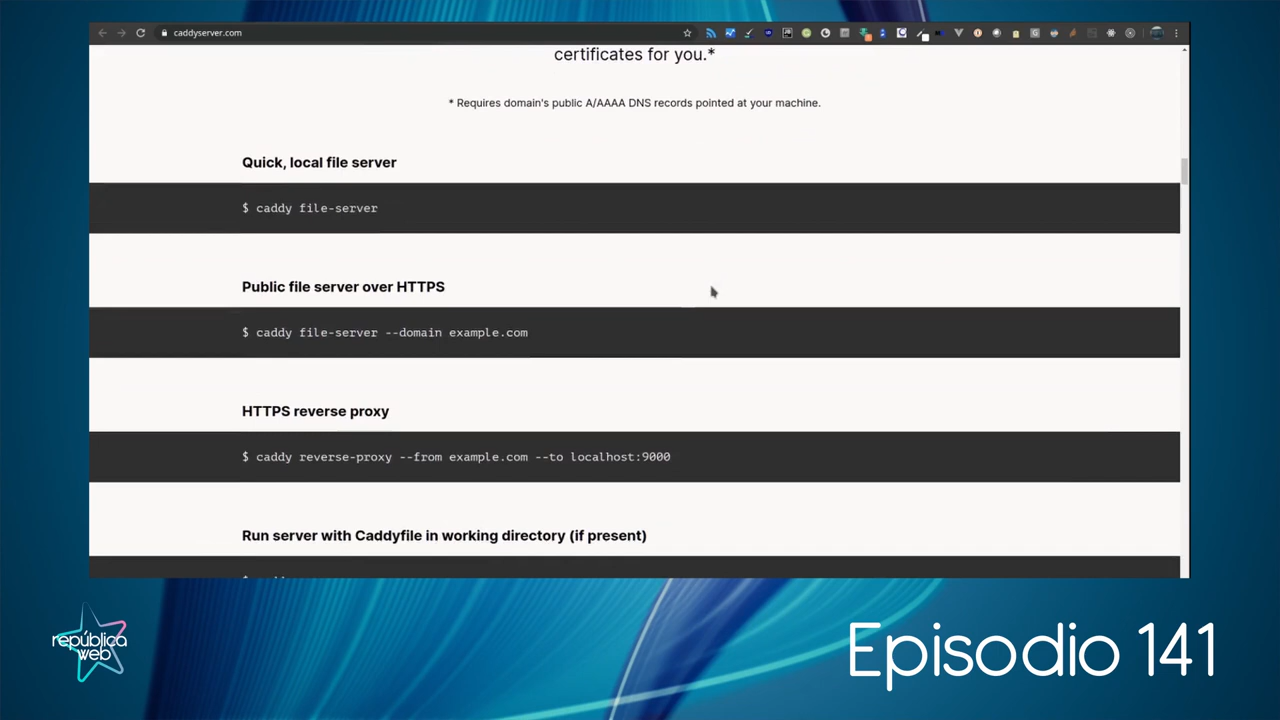 caddyserver.com
certificates for you.*
* Requires domain's public A/AAAA DNS records pointed at your machine.
Quick, local file server
$ caddy file-server
Public file server over HTTPS
$ caddy file-server --domain example.com
HTTPS reverse proxy
$ caddy reverse-proxy --from example.com --to localhost:9000
Run server with Caddyfile in working directory (if present)
república
web
Episodio 141